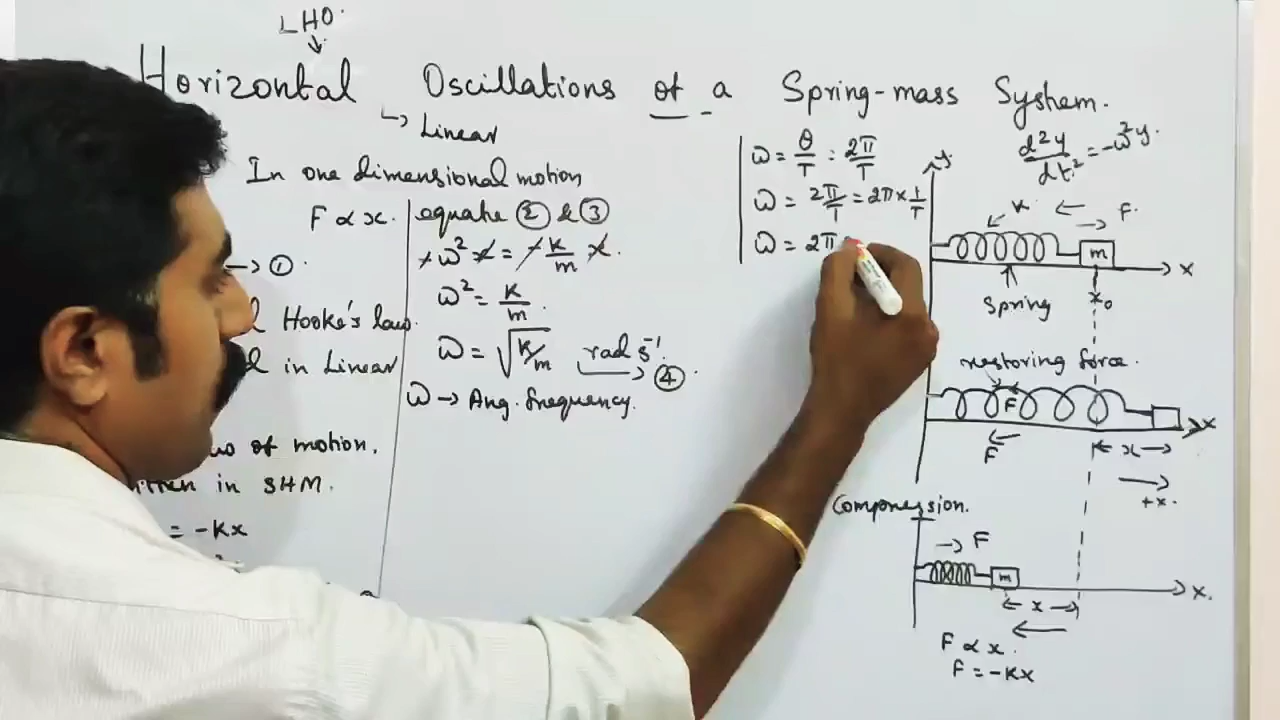 LHO.
Horizontal Oscillations of a Spring-mass System.
↳ Linear
In one dimensional motion
F ∝ x.
→ ①
Hooke's law.
in Linear
of motion,
in SHM.
= -Kx
equate ② & ③
-ω² x = -K/m x.
ω² = K/m.
ω = √K/m rad s⁻¹ → ④
ω → Ang. frequency.
ω = θ/T = 2π/T
ω = 2π/T = 2π × 1/T
ω = 2π
d²y/dt² = -ω²y.
y
K ← → F.
m
x
Spring
x₀
restoring force.
F
x
F
← x →
+x.
Compression.
→ F
m
x.
← x →
F ∝ x.
F = -Kx